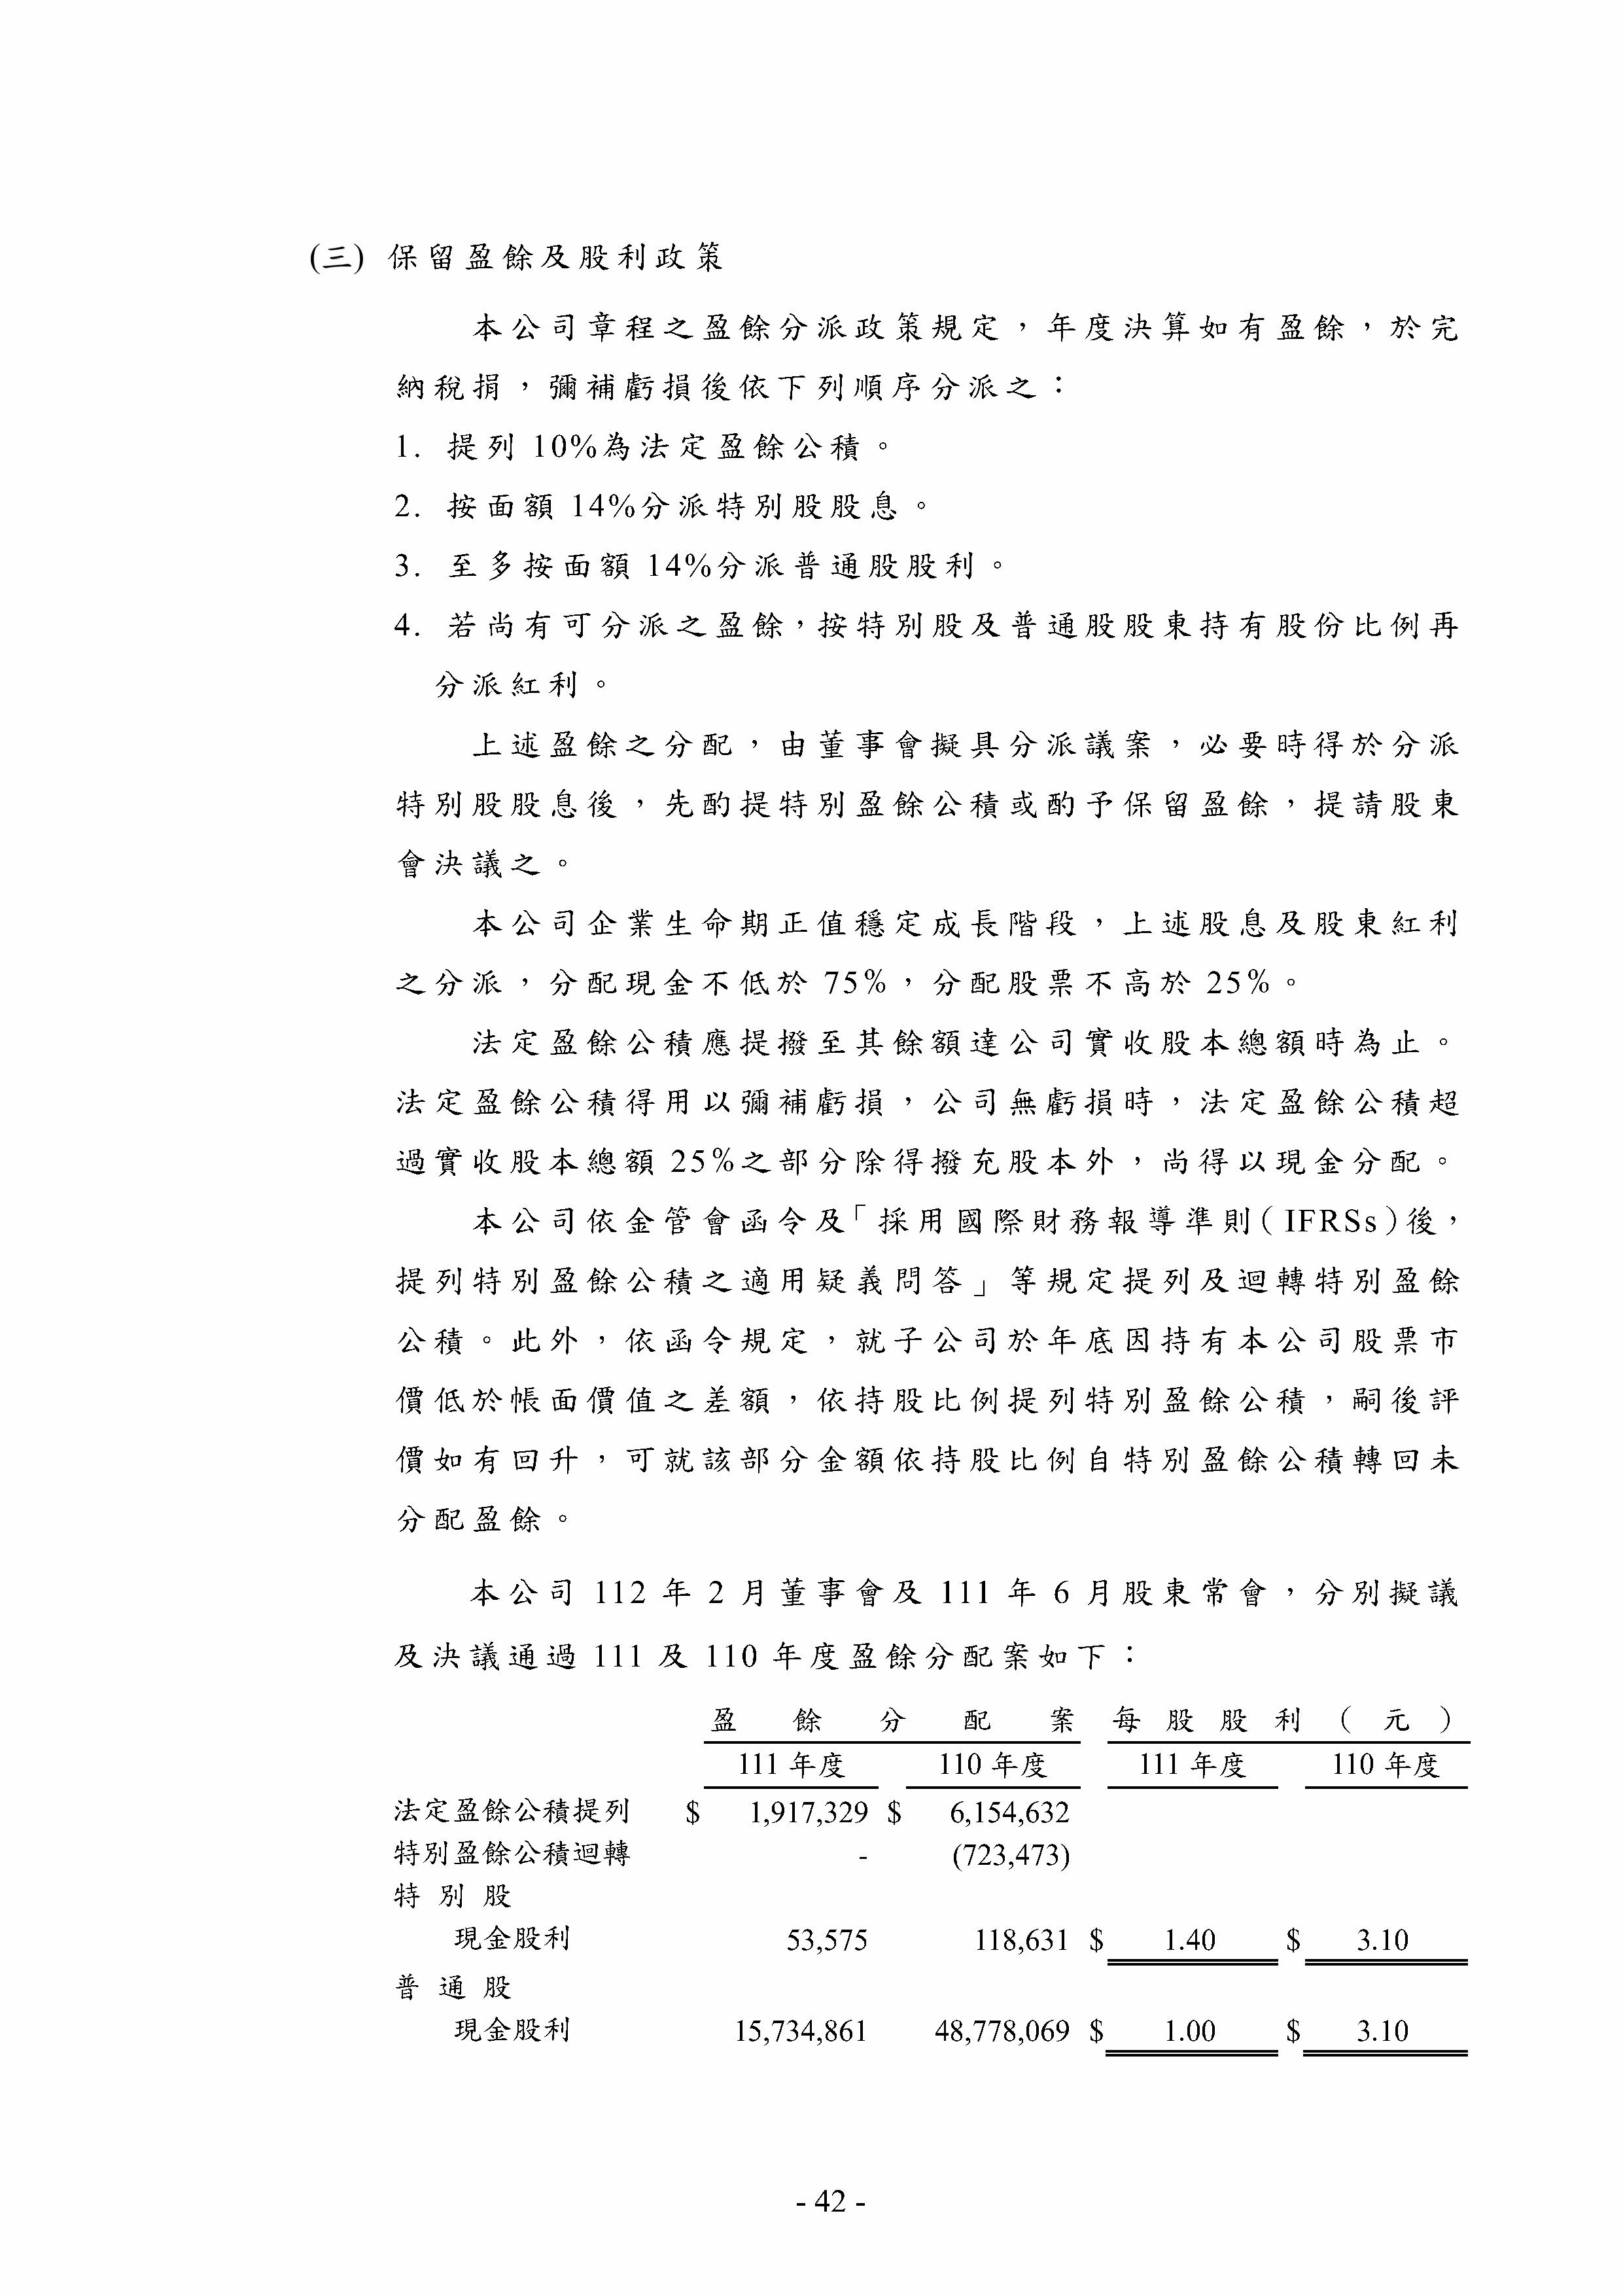 (三) 保留盈餘及股利政策
本公司章程之盈餘分派政策規定，年度決算如有盈餘，於完
納稅捐，彌補虧損後依下列順序分派之：
1. 提列 10%為法定盈餘公積。
2. 按面額 14%分派特別股股息。
3. 至多按面額 14%分派普通股股利。
4. 若尚有可分派之盈餘，按特別股及普通股股東持有股份比例再
分派紅利。
上述盈餘之分配，由董事會擬具分派議案，必要時得於分派
特別股股息後，先酌提特別盈餘公積或酌予保留盈餘，提請股東
會決議之。
本公司企業生命期正值穩定成長階段，上述股息及股東紅利
之分派，分配現金不低於 75%，分配股票不高於 25%。
法定盈餘公積應提撥至其餘額達公司實收股本總額時為止。
法定盈餘公積得用以彌補虧損，公司無虧損時，法定盈餘公積超
過實收股本總額 25%之部分除得撥充股本外，尚得以現金分配。
本公司依金管會函令及「採用國際財務報導準則（IFRSs）後，
提列特別盈餘公積之適用疑義問答」等規定提列及迴轉特別盈餘
公積。此外，依函令規定，就子公司於年底因持有本公司股票市
價低於帳面價值之差額，依持股比例提列特別盈餘公積，嗣後評
價如有回升，可就該部分金額依持股比例自特別盈餘公積轉回未
分配盈餘。
本公司 112 年 2 月董事會及 111 年 6 月股東常會，分別擬議
及決議通過 111 及 110 年度盈餘分配案如下：
盈餘分配案 每股股利（元）
111 年度 110 年度 111 年度 110 年度
法定盈餘公積提列 $ 1,917,329 $ 6,154,632
特別盈餘公積迴轉 - (723,473)
特別股
現金股利 53,575 118,631 $ 1.40 $ 3.10
普通股
現金股利 15,734,861 48,778,069 $ 1.00 $ 3.10
- 42 -